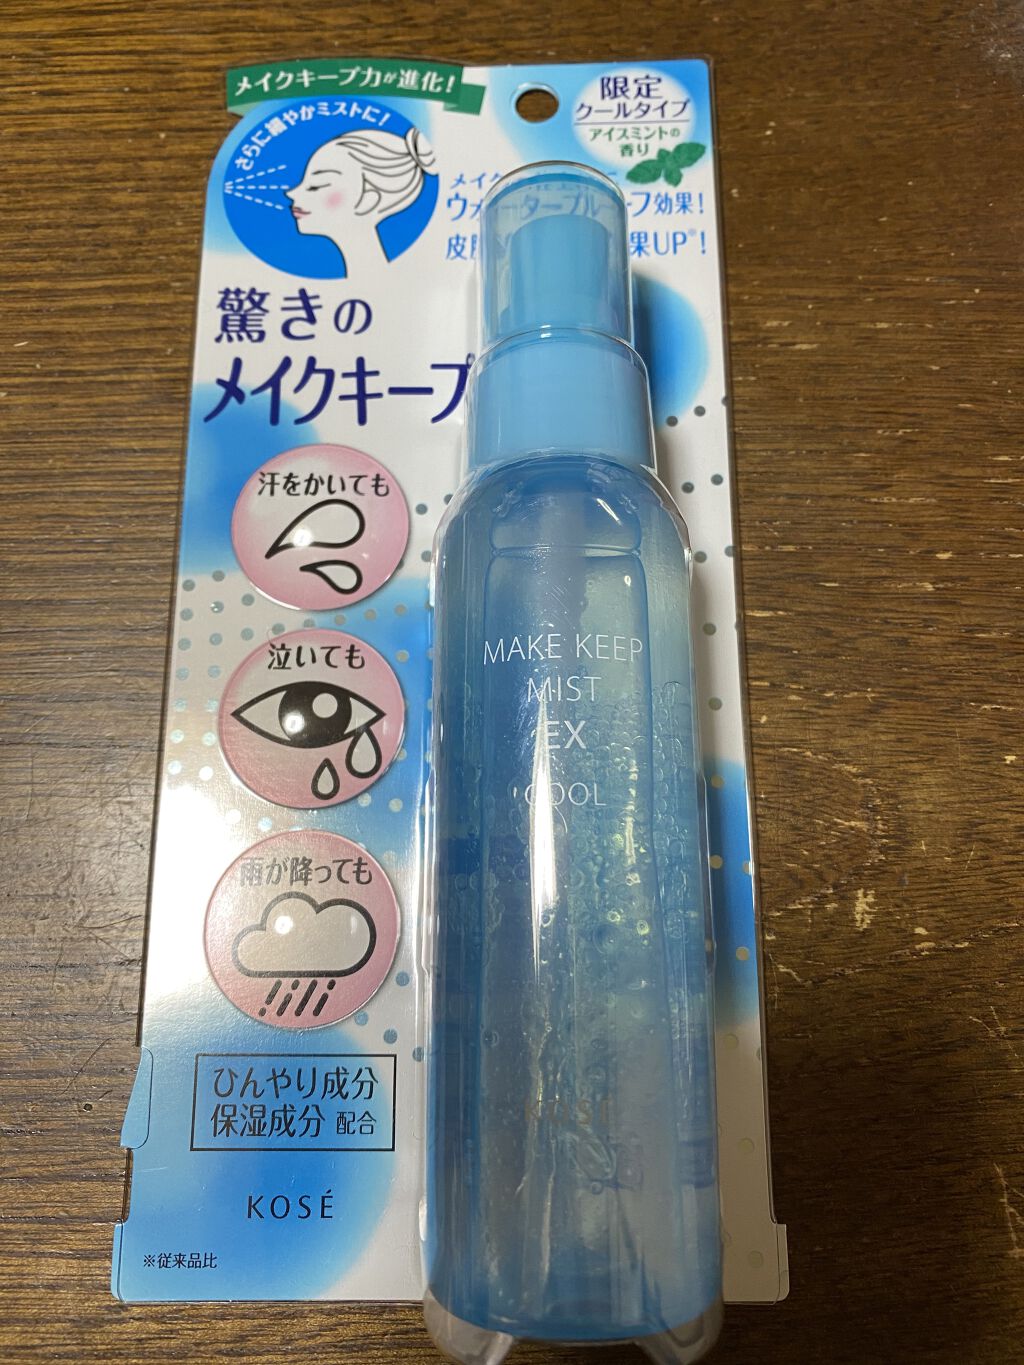 メイクキープ力が進化!
さらに細やかミストに!
限定
クールタイプ
アイスミントの
香り
メイク
ウォータープルーフ効果!
皮
果UP※!
驚きの
メイクキープ
汗をかいても
泣いても
雨が降っても
MAKE KEEP
MIST
EX
COOL
KOSÉ
ひんやり成分
保湿成分 配合
KOSÉ
※従来品比